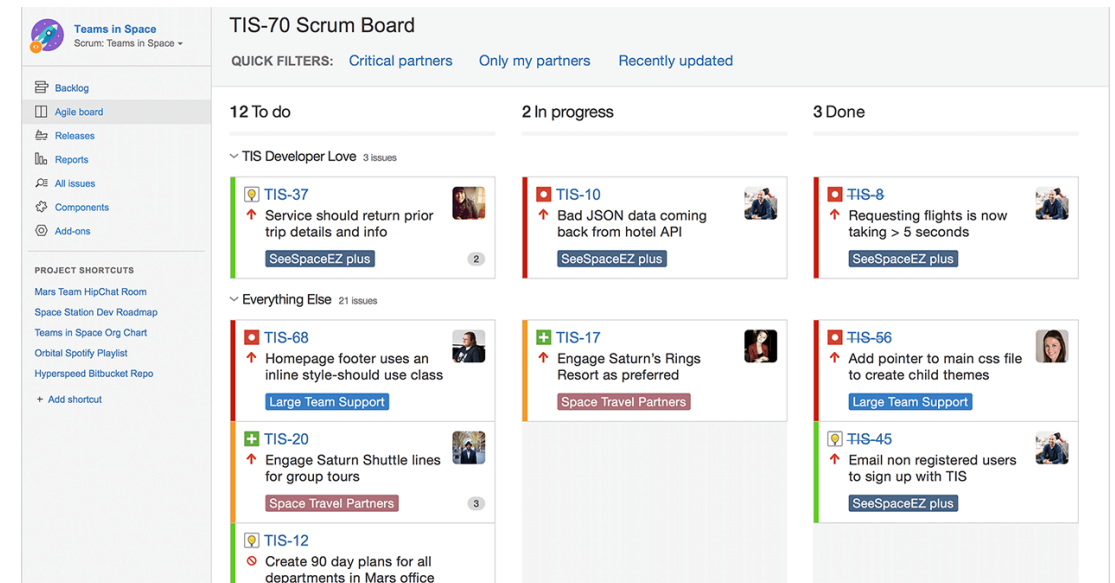 Teams in Space
Scrum: Teams in Space
Backlog
Agile board
Releases
Reports
All issues
Components
Add-ons
PROJECT SHORTCUTS
Mars Team HipChat Room
Space Station Dev Roadmap
Teams in Space Org Chart
Orbital Spotify Playlist
Hyperspeed Bitbucket Repo
+ Add shortcut
TIS-70 Scrum Board
QUICK FILTERS: Critical partners Only my partners Recently updated
12 To do
2 In progress
3 Done
TIS Developer Love 3 issues
TIS-37
Service should return prior
trip details and info
SeeSpaceEZ plus
2
TIS-10
Bad JSON data coming
back from hotel API
SeeSpaceEZ plus
TIS-8
Requesting flights is now
taking > 5 seconds
SeeSpaceEZ plus
Everything Else 21 issues
TIS-68
Homepage footer uses an
inline style-should use class
Large Team Support
TIS-17
Engage Saturn's Rings
Resort as preferred
Space Travel Partners
TIS-56
Add pointer to main css file
to create child themes
Large Team Support
TIS-20
Engage Saturn Shuttle lines
for group tours
Space Travel Partners
3
TIS-45
Email non registered users
to sign up with TIS
SeeSpaceEZ plus
TIS-12
Create 90 day plans for all
departments in Mars office